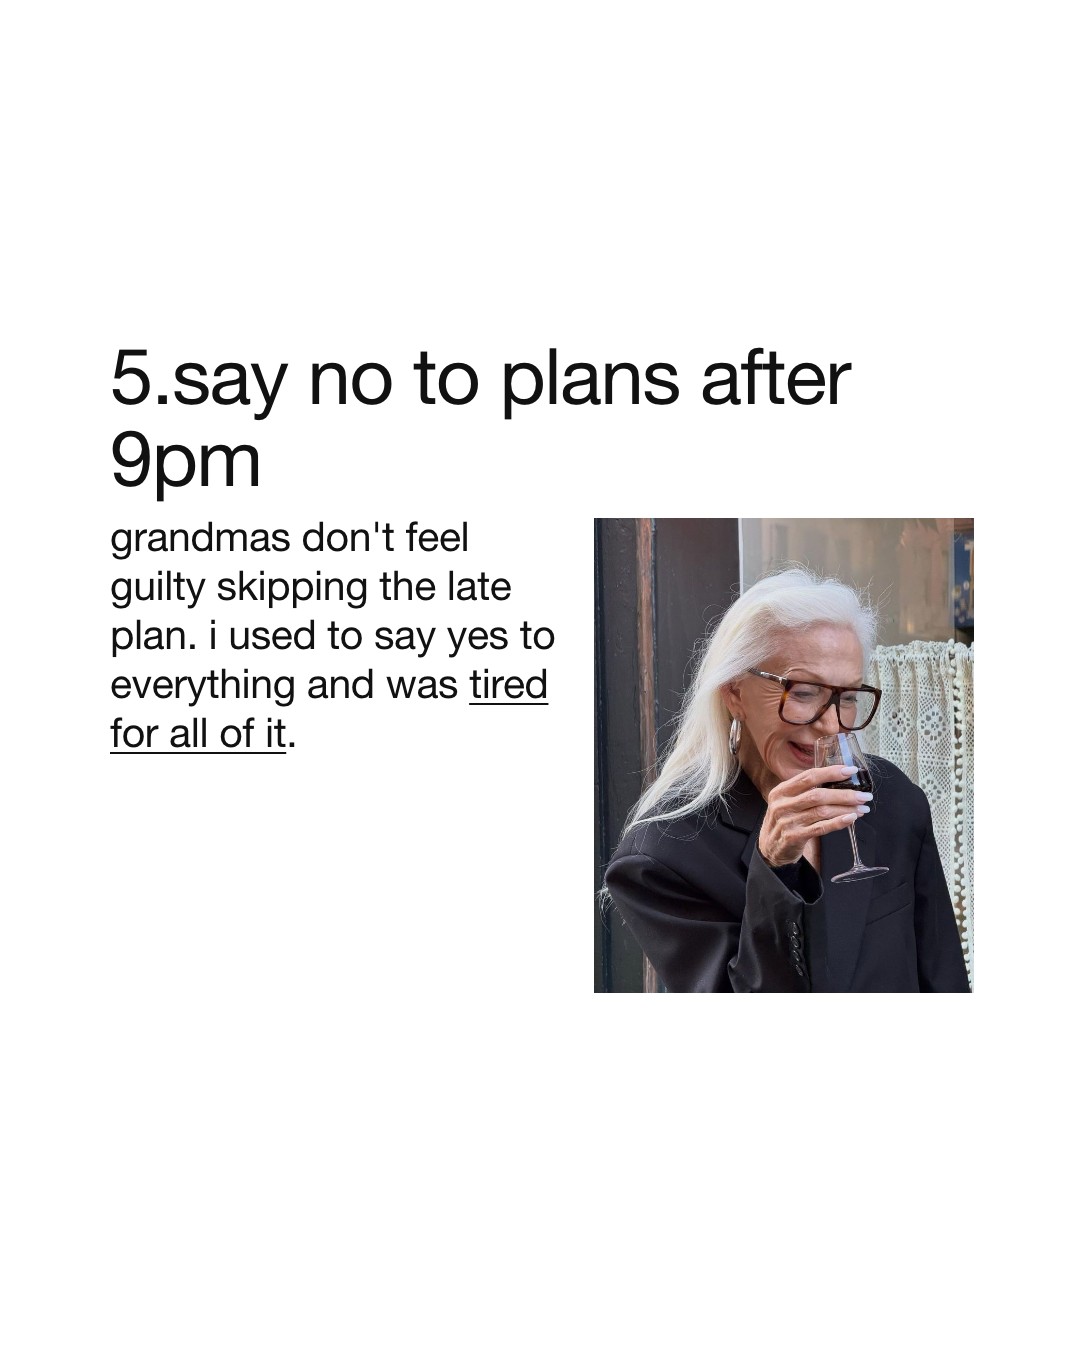 5.say no to plans after
9pm
grandmas don't feel
guilty skipping the late
plan. i used to say yes to
everything and was tired
for all of it.